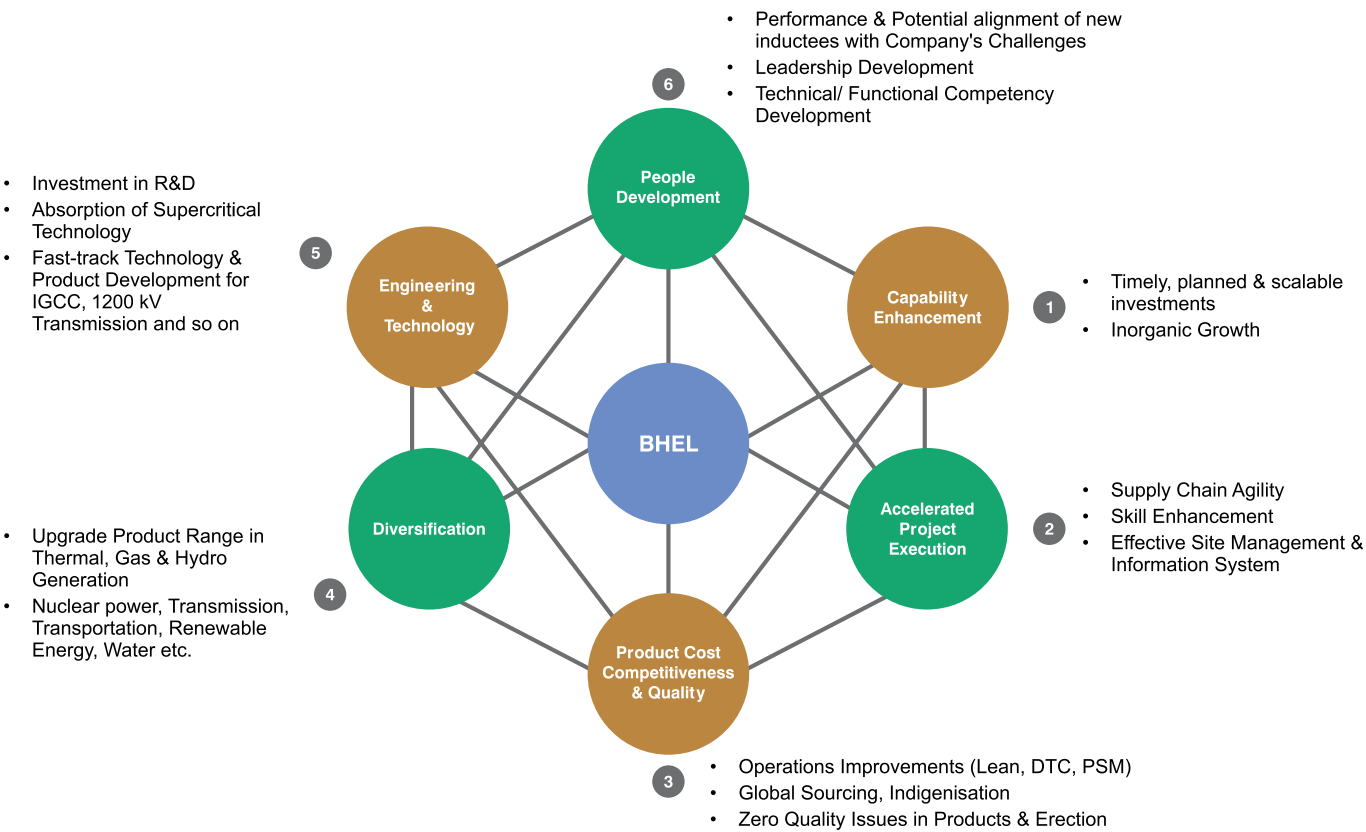 • Performance & Potential alignment of new
inductees with Company's Challenges
• Leadership Development
• Technical/ Functional Competency
Development
6
People
Development
• Investment in R&D
• Absorption of Supercritical
Technology
• Fast-track Technology &
Product Development for
IGCC, 1200 kV
Transmission and so on
5
Engineering
&
Technology
Capability
Enhancement
1
• Timely, planned & scalable
investments
• Inorganic Growth
BHEL
• Upgrade Product Range in
Thermal, Gas & Hydro
Generation
• Nuclear power, Transmission,
Transportation, Renewable
Energy, Water etc.
4
Diversification
Accelerated
Project
Execution
2
• Supply Chain Agility
• Skill Enhancement
• Effective Site Management &
Information System
Product Cost
Competitiveness
& Quality
3
• Operations Improvements (Lean, DTC, PSM)
• Global Sourcing, Indigenisation
• Zero Quality Issues in Products & Erection